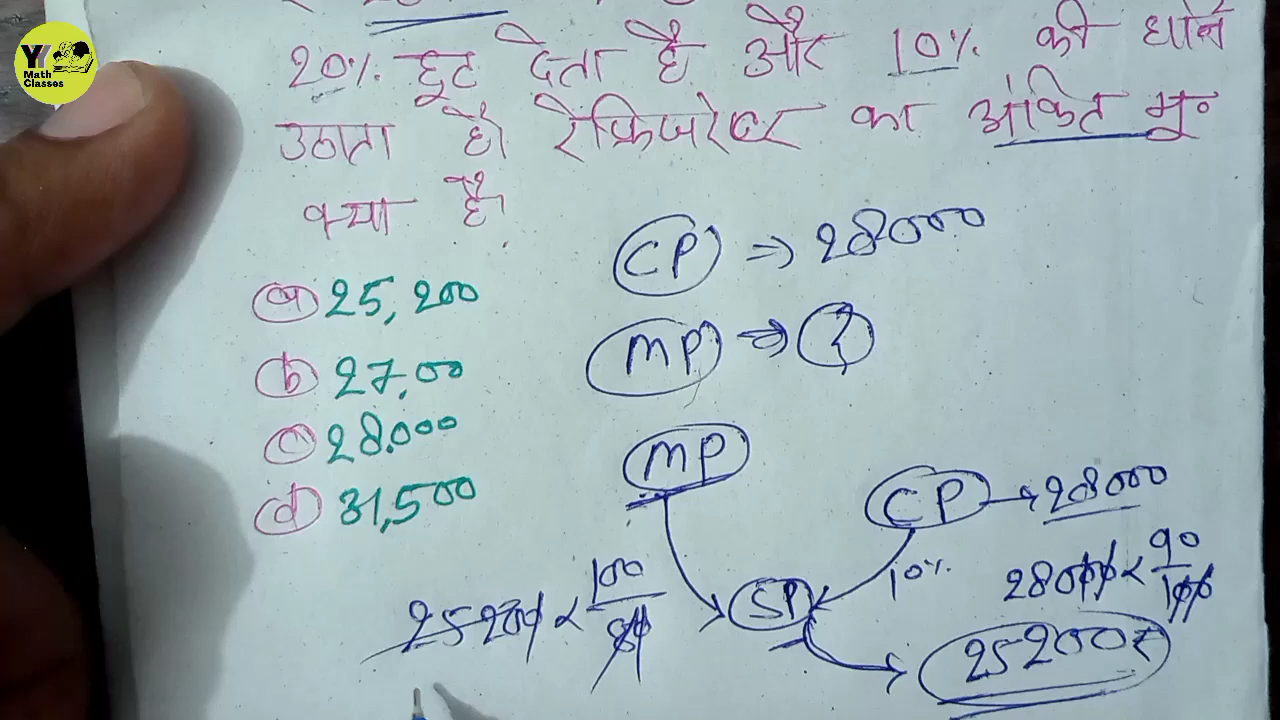 Y
Math
Classes
20% छूट देता है और 10% की धानि
उठाता है। रेफ्रिजरेटर का अंकित मू०
क्या है।
CP ⇒ 28000
a 25,200
MP ⇒ ?
b 27,00
c 28.000
MP
d 31,500
CP → 28000
10%
28000 × 90/100
SP
25200 × 100/80
25200₹